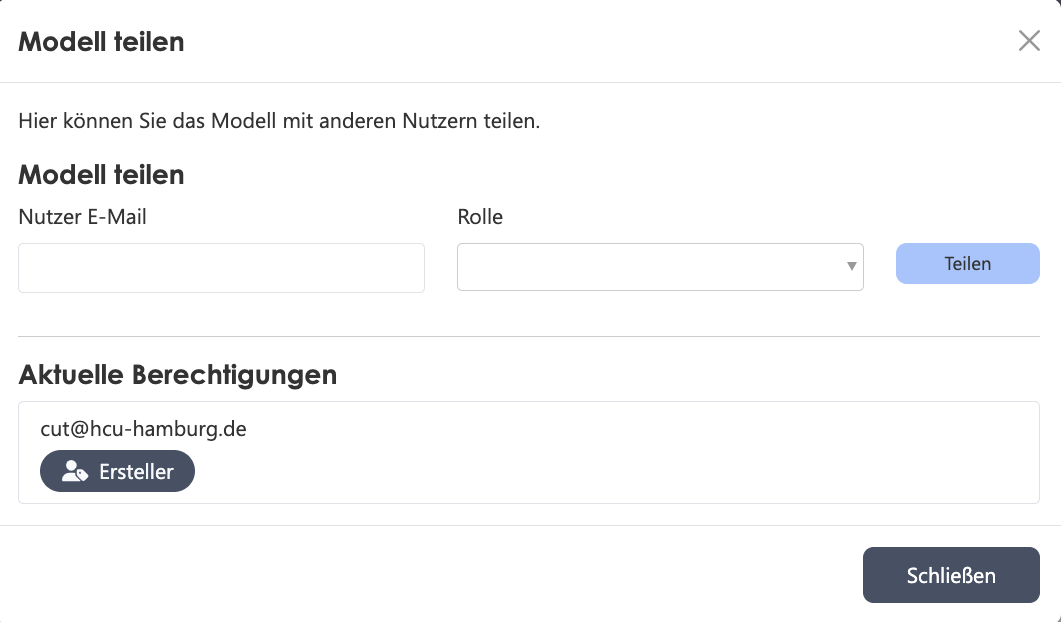 Modell teilen
Hier können Sie das Modell mit anderen Nutzern teilen.
Modell teilen
Nutzer E-Mail
Rolle
Teilen
Aktuelle Berechtigungen
cut@hcu-hamburg.de
Ersteller
Schließen